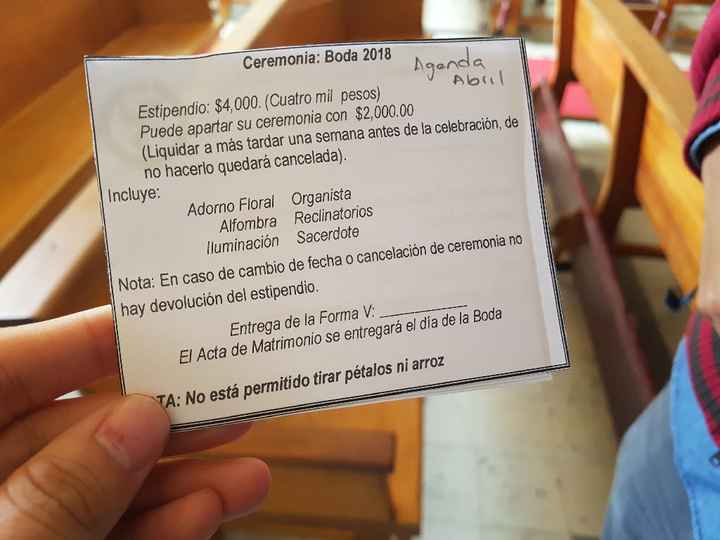 Ceremonia: Boda 2018
Agenda
Abril
Estipendio: $4,000. (Cuatro mil pesos)
Puede apartar su ceremonia con $2,000.00
(Liquidar a más tardar una semana antes de la celebración, de
no hacerlo quedará cancelada).
Incluye:
Adorno Floral Organista
Alfombra Reclinatorios
Iluminación Sacerdote
Nota: En caso de cambio de fecha o cancelación de ceremonia no
hay devolución del estipendio.
Entrega de la Forma V: ____________
El Acta de Matrimonio se entregará el día de la Boda
TA: No está permitido tirar pétalos ni arroz